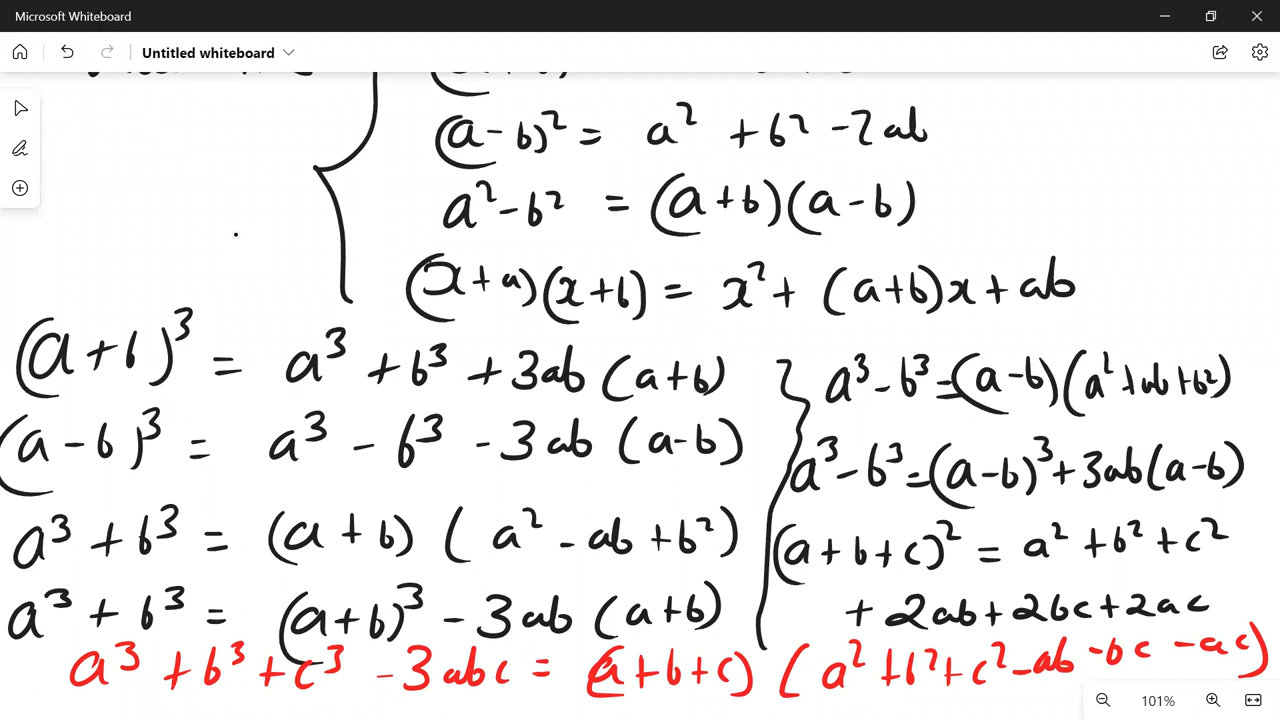 Microsoft Whiteboard
Untitled whiteboard
(a-b)² = a² + b² - 2ab
a² - b² = (a+b)(a-b)
(x+a)(x+b) = x² + (a+b)x + ab
(a+b)³ = a³ + b³ + 3ab (a+b)
(a-b)³ = a³ - b³ - 3ab (a-b)
a³ + b³ = (a+b) (a² - ab + b²)
a³ + b³ = (a+b)³ - 3ab (a+b)
a³ - b³ = (a-b)(a² + ab + b²)
a³ - b³ = (a-b)³ + 3ab(a-b)
(a+b+c)² = a² + b² + c²
+ 2ab + 2bc + 2ac
a³ + b³ + c³ - 3abc = (a+b+c) (a² + b² + c² - ab - bc - ac)
101%